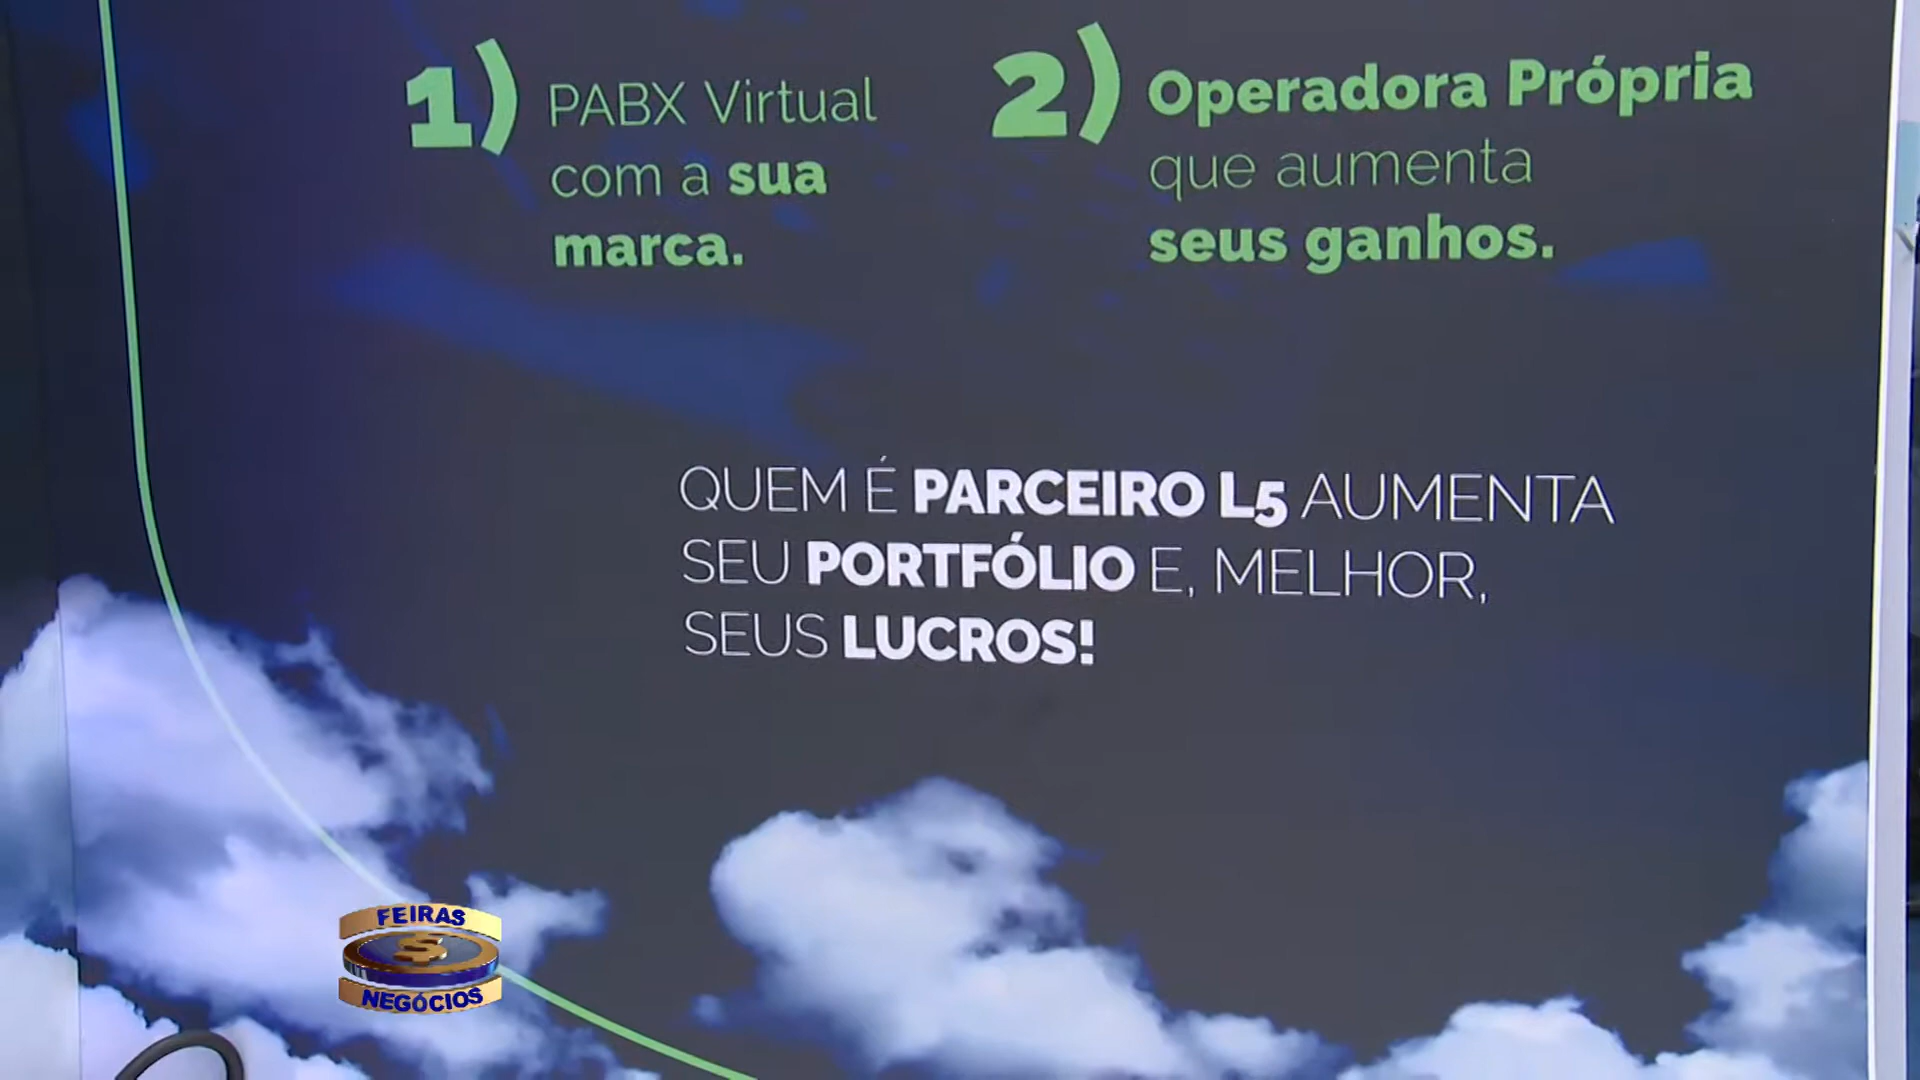 1) PABX Virtual
com a sua
marca.
2) Operadora Própria
que aumenta
seus ganhos.
QUEM É PARCEIRO L5 AUMENTA
SEU PORTFÓLIO E, MELHOR,
SEUS LUCROS!
FEIRAS
$
NEGÓCIOS